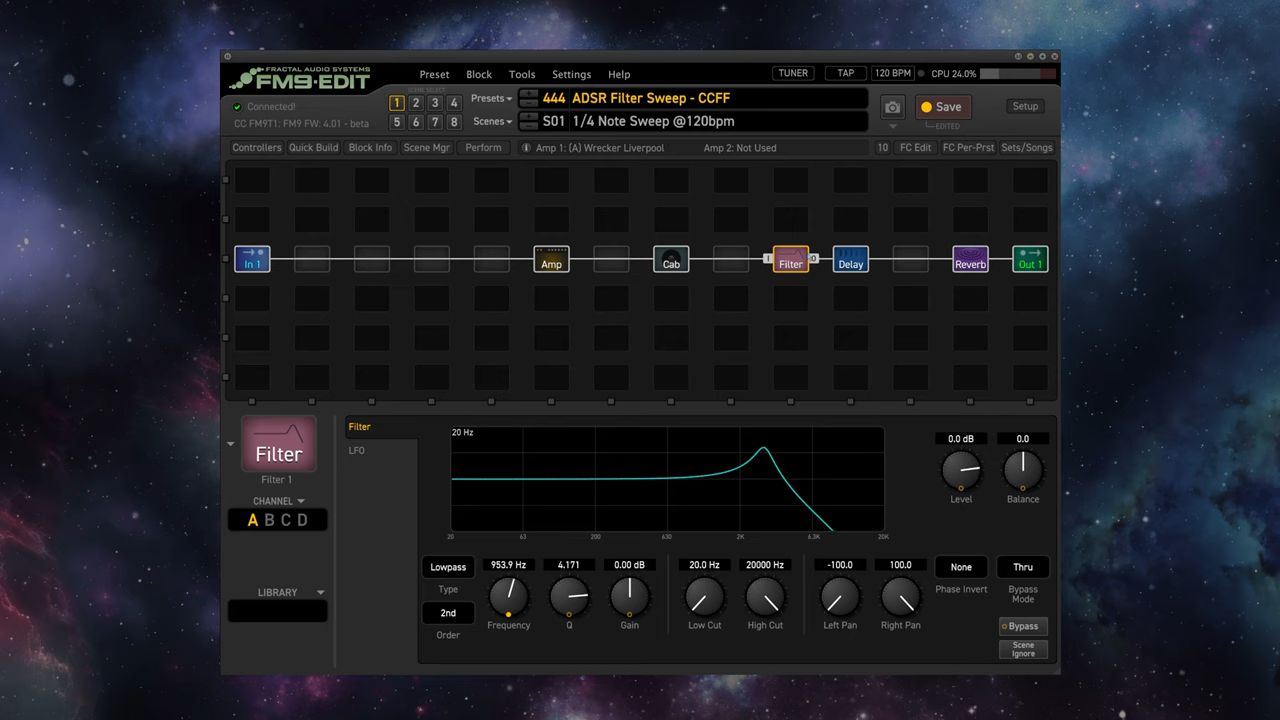 FRACTAL AUDIO SYSTEMS
FM9-EDIT
Preset Block Tools Settings Help
TUNER TAP 120 BPM CPU 24.0%
SCENE SELECT
1 2 3 4
5 6 7 8
Presets 444 ADSR Filter Sweep - CCFF
Scenes S01 1/4 Note Sweep @120bpm
Save
EDITED
Setup
Connected!
CC FM9T1: FM9 FW: 4.01 - beta
Controllers Quick Build Block Info Scene Mgr Perform Amp 1: (A) Wrecker Liverpool Amp 2: Not Used 10 FC Edit FC Per-Prst Sets/Songs
In 1 Amp Cab I Filter O Delay Reverb Out 1
Filter
Filter 1
CHANNEL
A B C D
LIBRARY
Filter
LFO
20 Hz
20 63 200 630 2K 6.3K 20K
0.0 dB 0.0
Level Balance
Lowpass 953.9 Hz 4.171 0.00 dB 20.0 Hz 20000 Hz -100.0 100.0 None Thru
Type
2nd
Order
Frequency Q Gain Low Cut High Cut Left Pan Right Pan
Phase Invert
Bypass
Mode
Bypass
Scene
Ignore